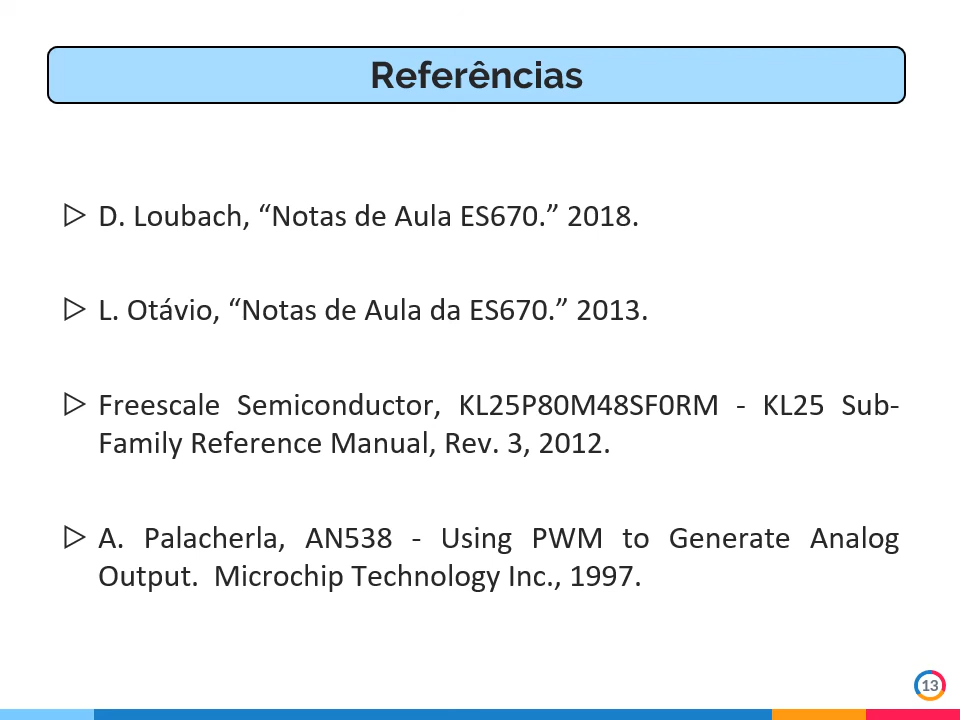 Referências
D. Loubach, “Notas de Aula ES670.” 2018.
L. Otávio, “Notas de Aula da ES670.” 2013.
Freescale Semiconductor, KL25P80M48SF0RM - KL25 Sub-
Family Reference Manual, Rev. 3, 2012.
A. Palacherla, AN538 - Using PWM to Generate Analog
Output.  Microchip Technology Inc., 1997.
13